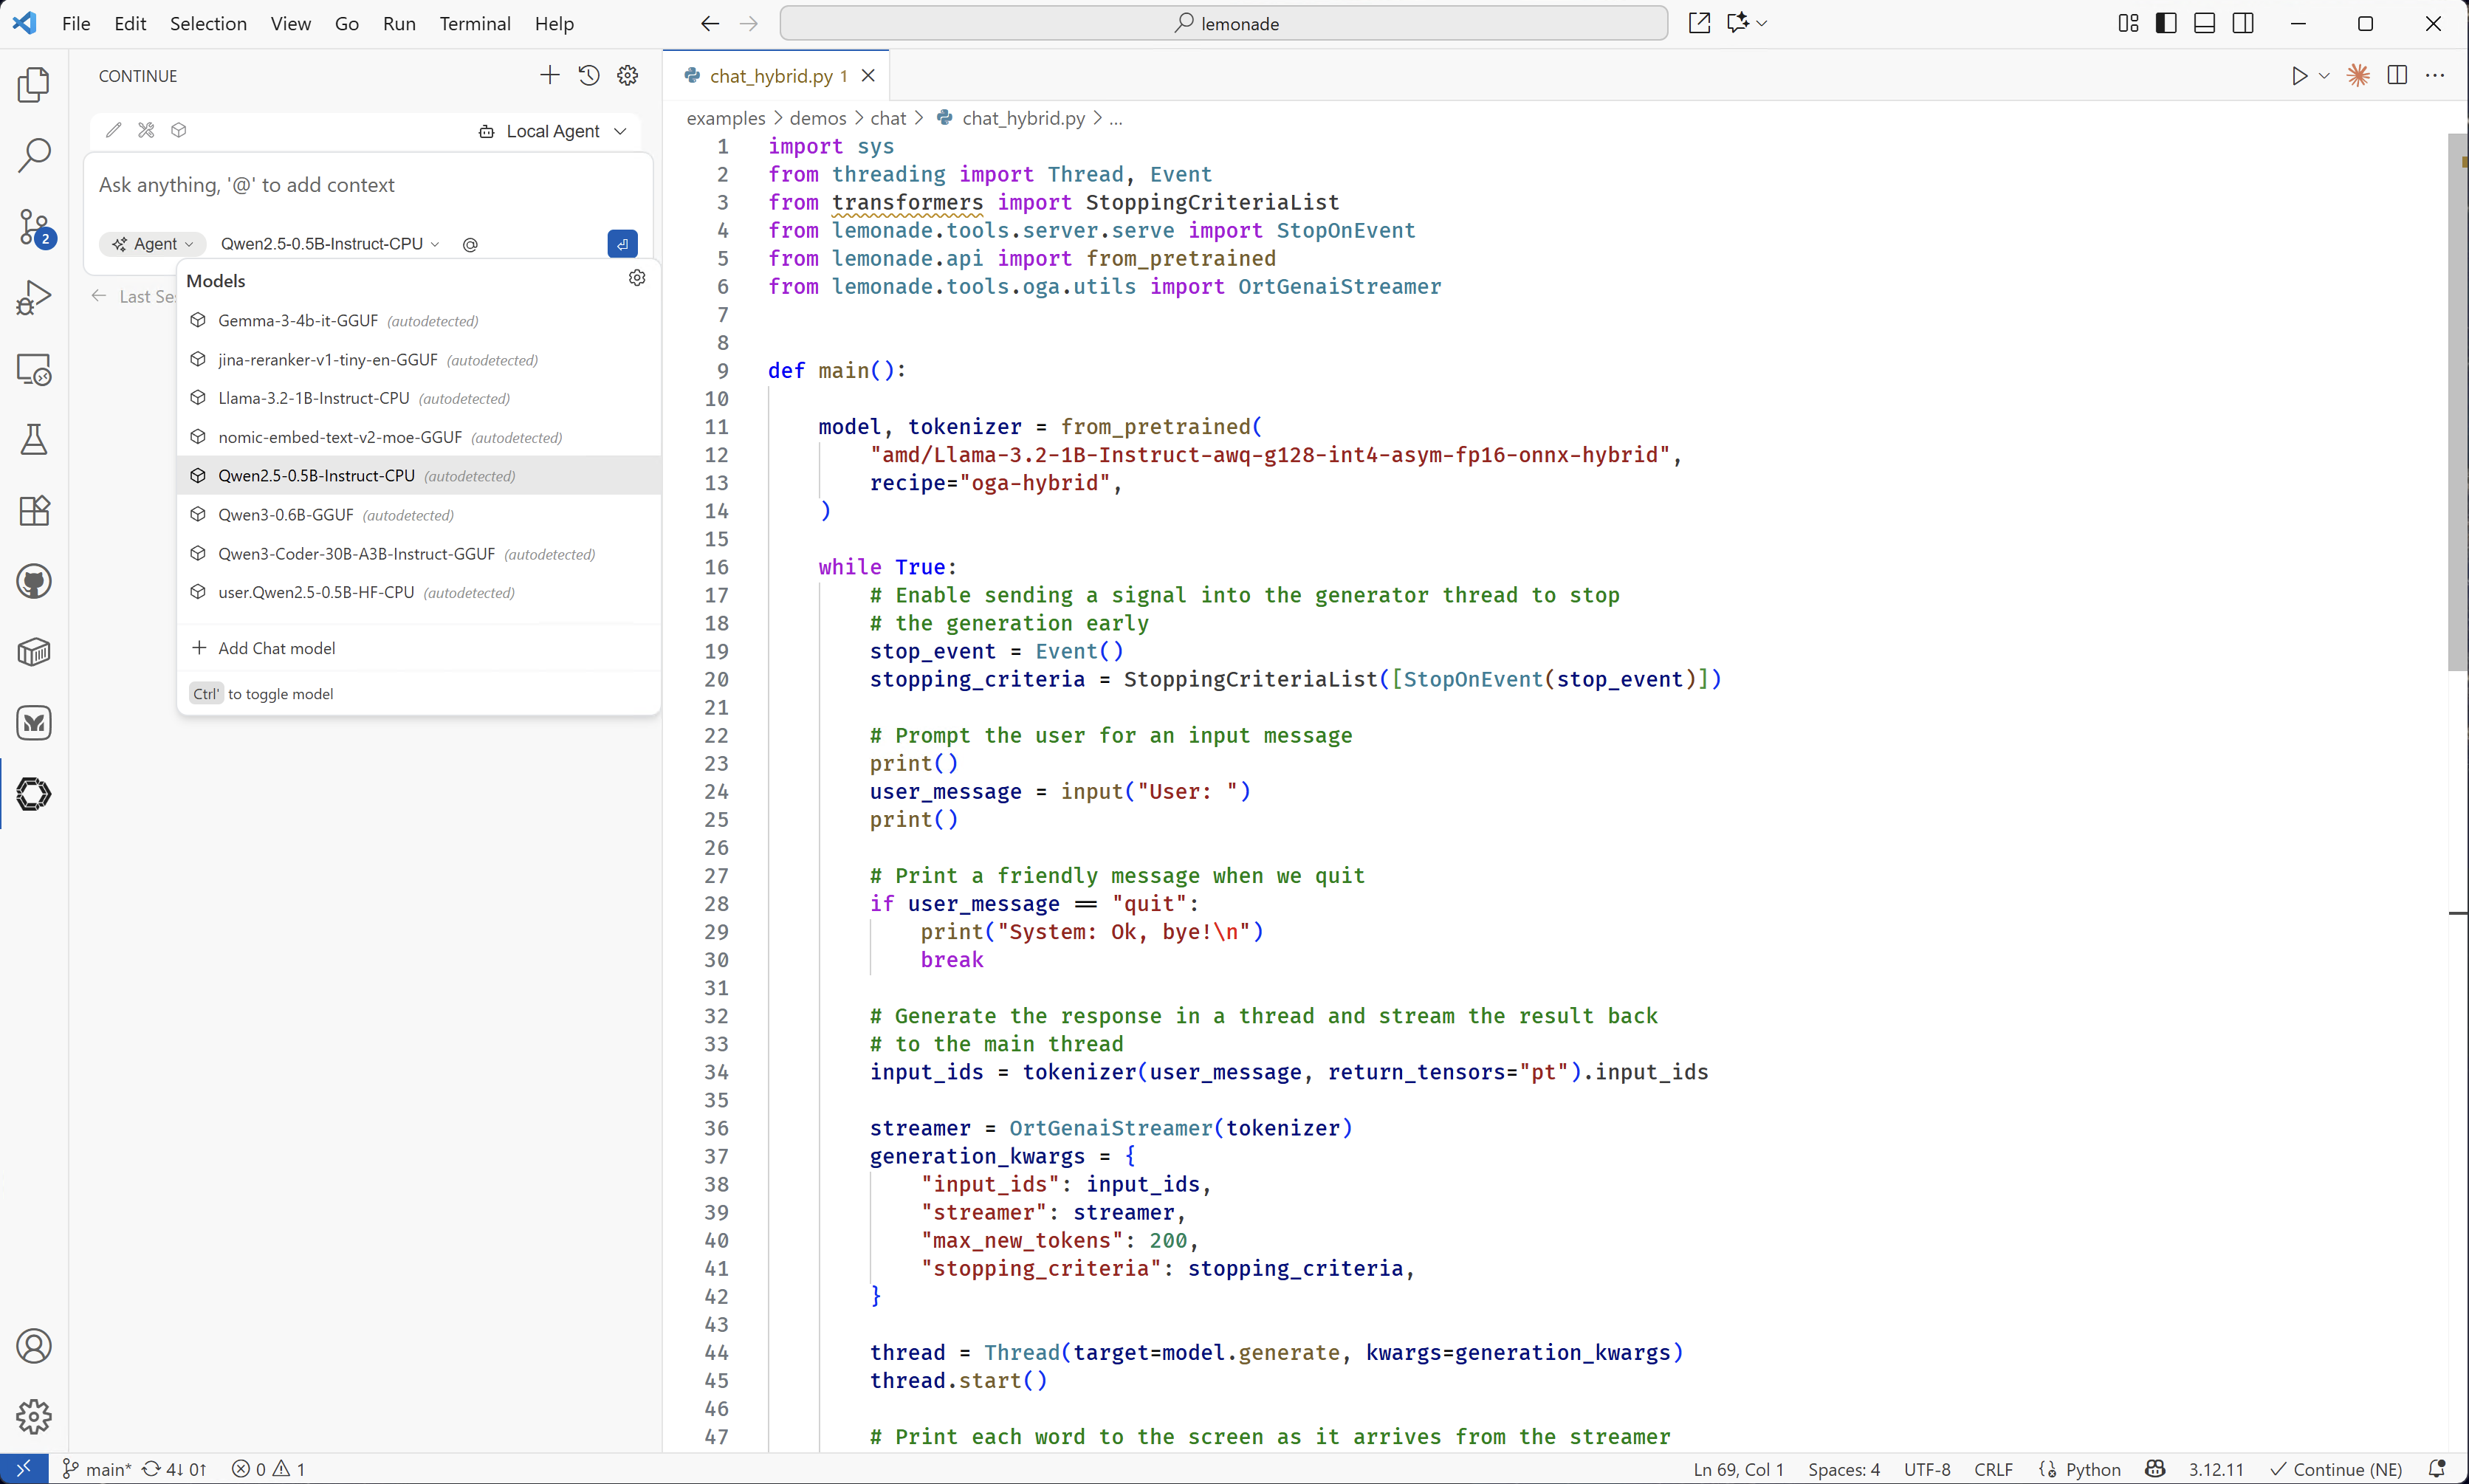 File Edit Selection View Go Run Terminal Help
lemonade
CONTINUE
Local Agent
Ask anything, '@' to add context
Agent Qwen2.5-0.5B-Instruct-CPU @
Last Se
2
Models
Gemma-3-4b-it-GGUF (autodetected)
jina-reranker-v1-tiny-en-GGUF (autodetected)
Llama-3.2-1B-Instruct-CPU (autodetected)
nomic-embed-text-v2-moe-GGUF (autodetected)
Qwen2.5-0.5B-Instruct-CPU (autodetected)
Qwen3-0.6B-GGUF (autodetected)
Qwen3-Coder-30B-A3B-Instruct-GGUF (autodetected)
user.Qwen2.5-0.5B-HF-CPU (autodetected)
Add Chat model
Ctrl' to toggle model
chat_hybrid.py 1
examples > demos > chat > chat_hybrid.py > ...
1 import sys
2 from threading import Thread, Event
3 from transformers import StoppingCriteriaList
4 from lemonade.tools.server.serve import StopOnEvent
5 from lemonade.api import from_pretrained
6 from lemonade.tools.oga.utils import OrtGenaiStreamer
7
8
9 def main():
10
11 model, tokenizer = from_pretrained(
12 "amd/Llama-3.2-1B-Instruct-awq-g128-int4-asym-fp16-onnx-hybrid",
13 recipe="oga-hybrid",
14 )
15
16 while True:
17 # Enable sending a signal into the generator thread to stop
18 # the generation early
19 stop_event = Event()
20 stopping_criteria = StoppingCriteriaList([StopOnEvent(stop_event)])
21
22 # Prompt the user for an input message
23 print()
24 user_message = input("User: ")
25 print()
26
27 # Print a friendly message when we quit
28 if user_message == "quit":
29 print("System: Ok, bye!\n")
30 break
31
32 # Generate the response in a thread and stream the result back
33 # to the main thread
34 input_ids = tokenizer(user_message, return_tensors="pt").input_ids
35
36 streamer = OrtGenaiStreamer(tokenizer)
37 generation_kwargs = {
38 "input_ids": input_ids,
39 "streamer": streamer,
40 "max_new_tokens": 200,
41 "stopping_criteria": stopping_criteria,
42 }
43
44 thread = Thread(target=model.generate, kwargs=generation_kwargs)
45 thread.start()
46
47 # Print each word to the screen as it arrives from the streamer
main* 4↓ 0↑ 0 1 Ln 69, Col 1 Spaces: 4 UTF-8 CRLF Python 3.12.11 Continue (NE)